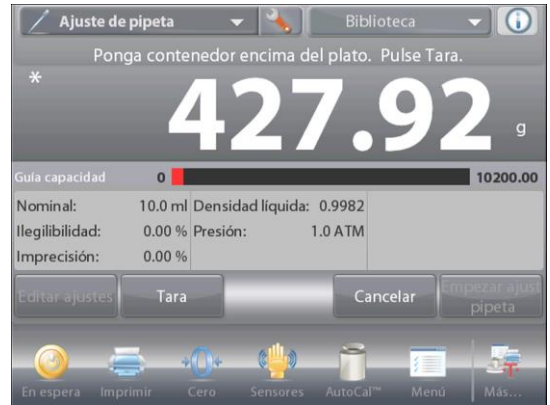 Ajuste de pipeta Biblioteca
Ponga contenedor encima del plato. Pulse Tara.
*
427.92 g
Guía capacidad 0 10200.00
Nominal: 10.0 ml Densidad líquida: 0.9982
Ilegibilidad: 0.00 % Presión: 1.0 ATM
Imprecisión: 0.00 %
Editar ajustes Tara Cancelar Empezar ajust
pipeta
En espera Imprimir Cero Sensores AutoCal™ Menú Más...